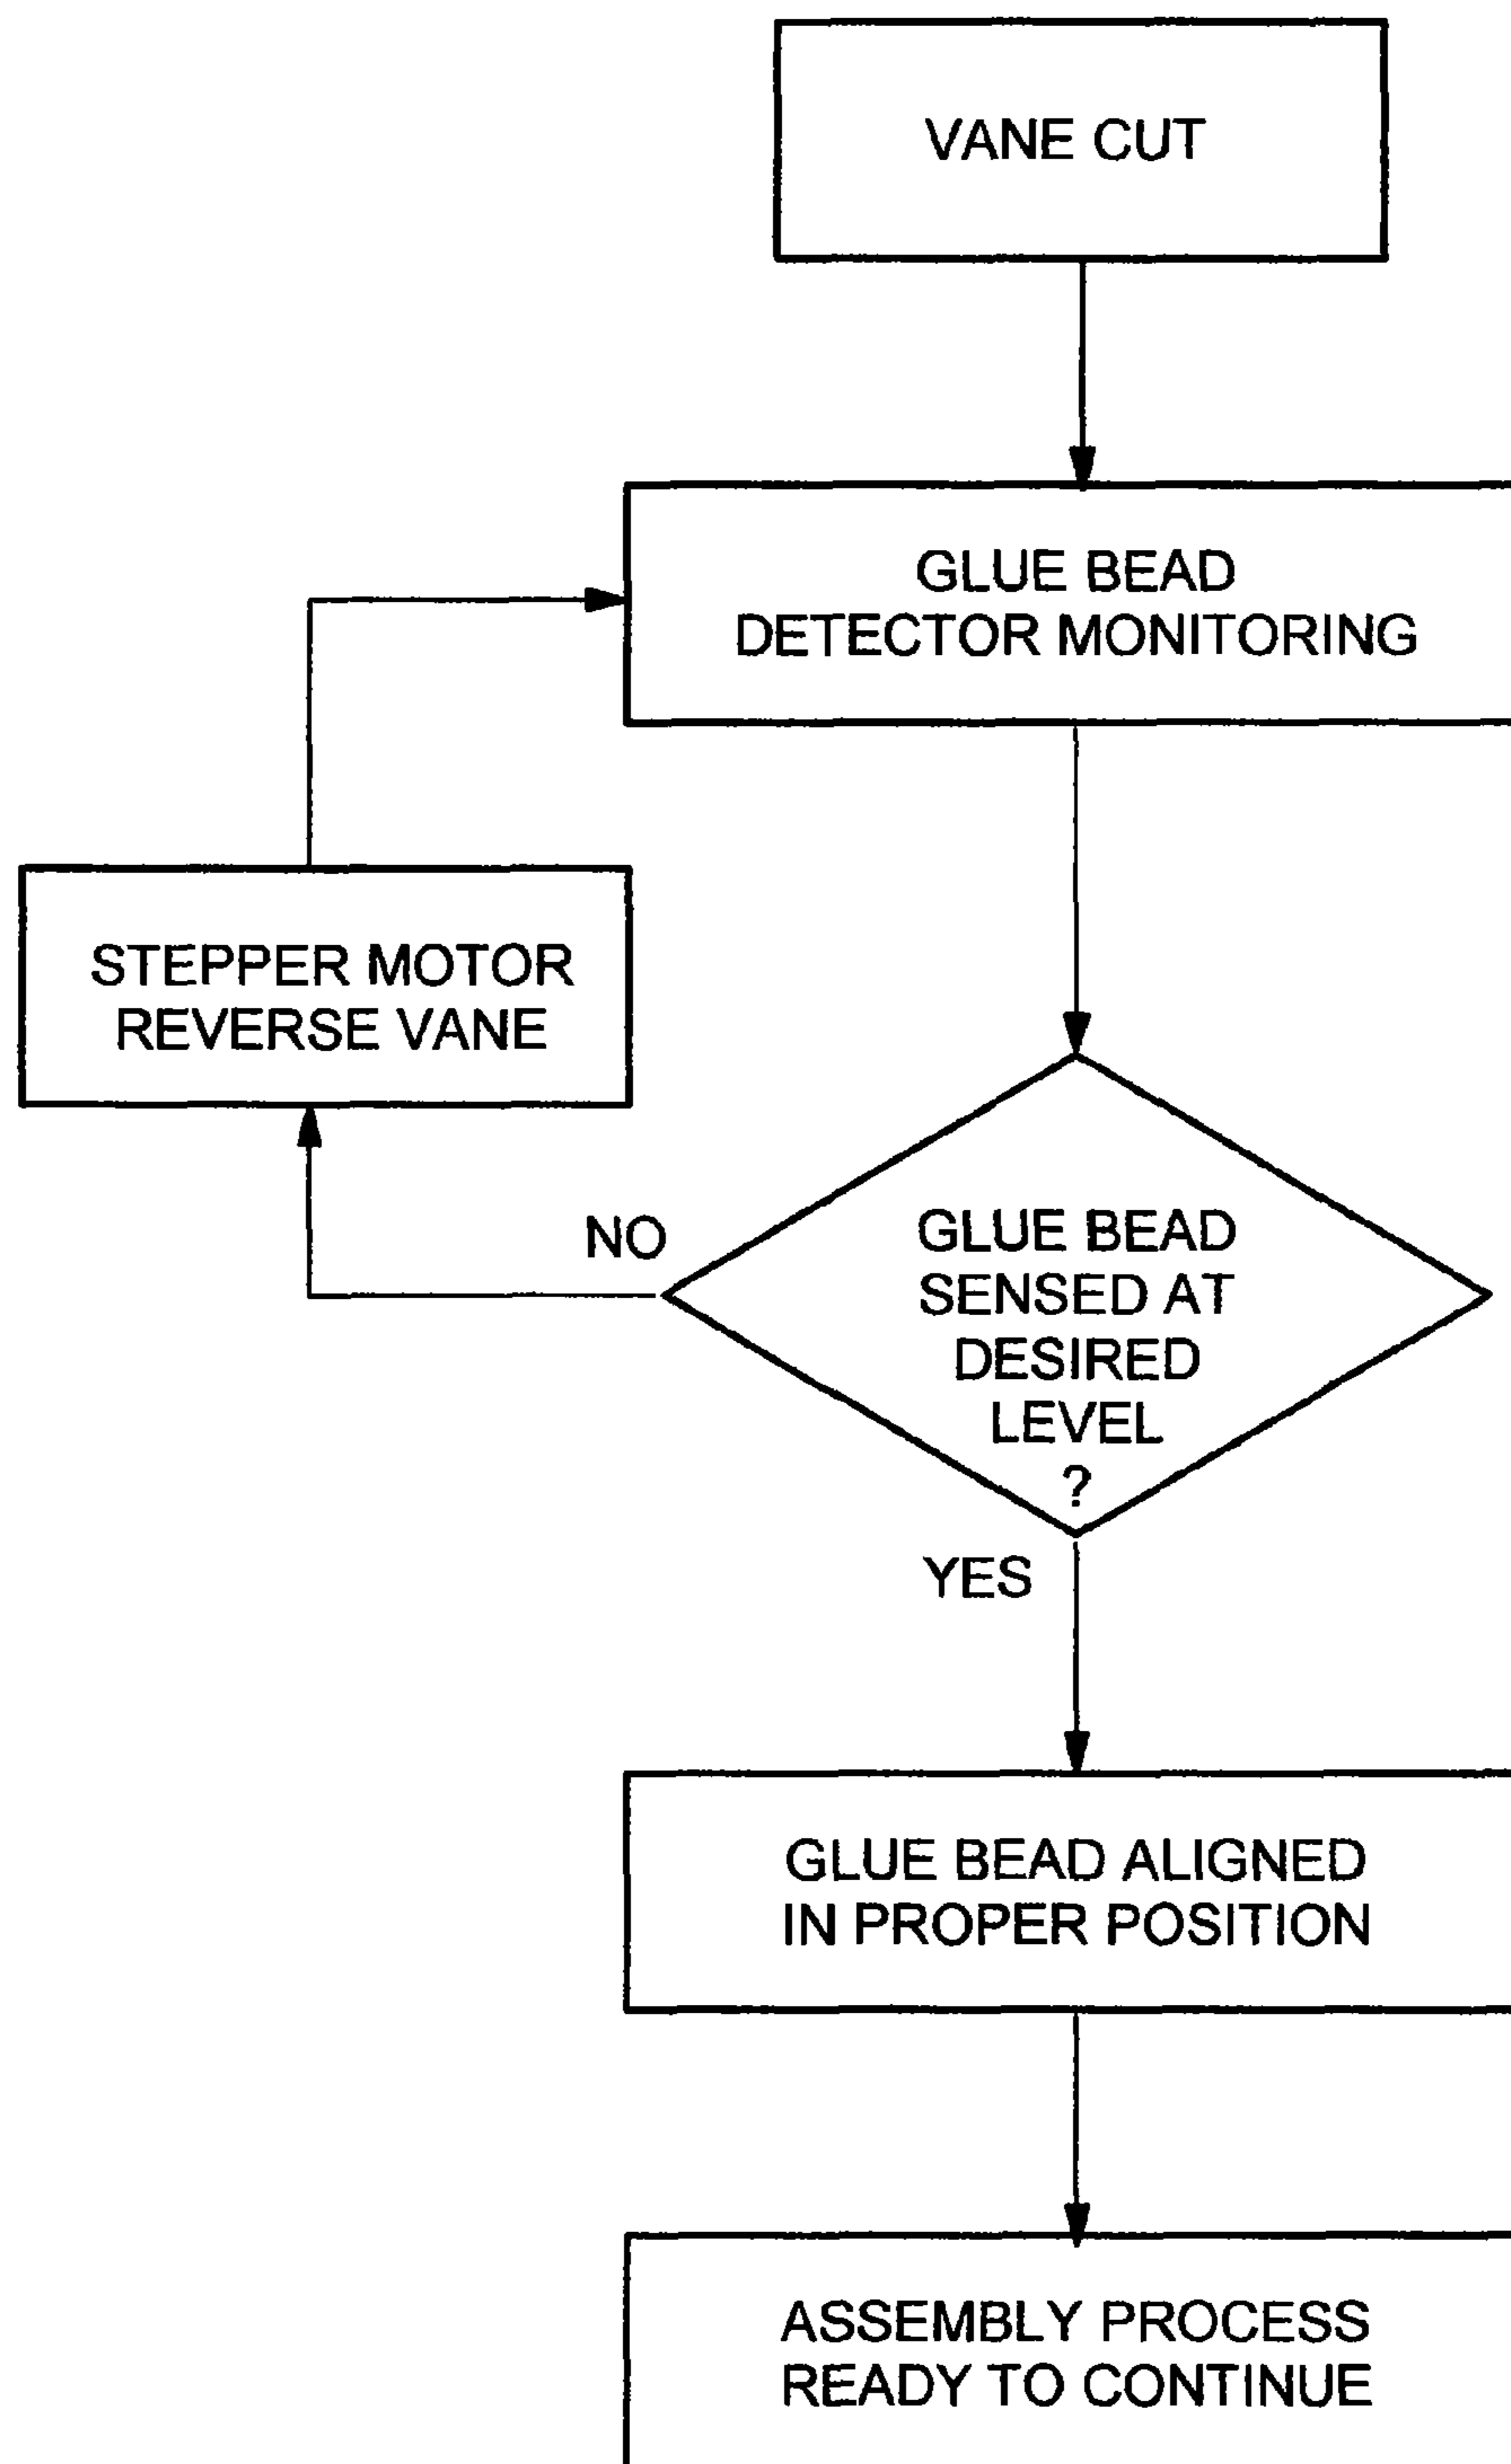 VANE CUT
GLUE BEAD
DETECTOR MONITORING
STEPPER MOTOR
REVERSE VANE
NO
GLUE BEAD
SENSED AT
DESIRED
LEVEL
?
YES
GLUE BEAD ALIGNED
IN PROPER POSITION
ASSEMBLY PROCESS
READY TO CONTINUE